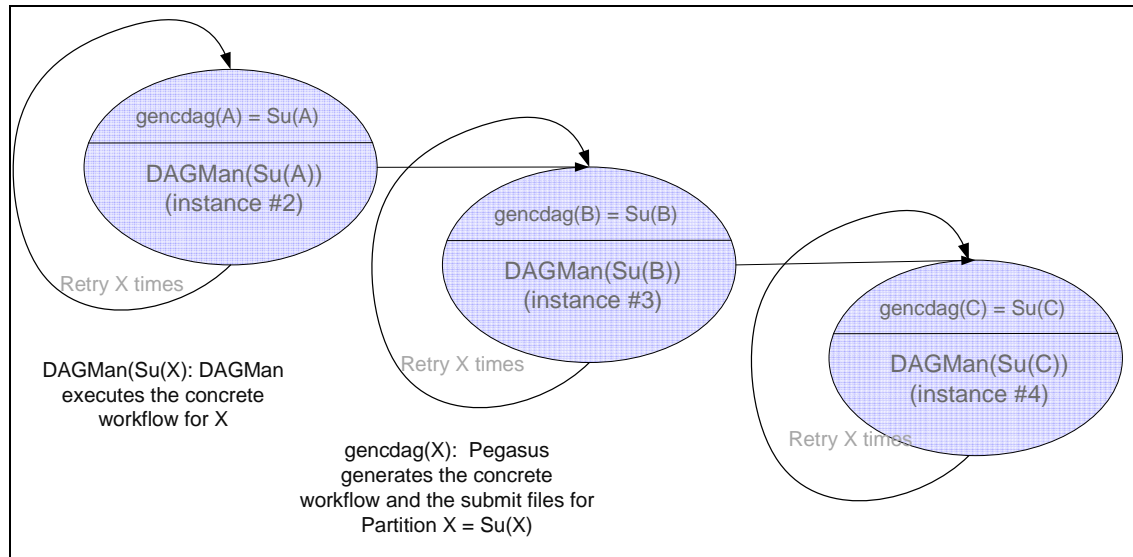 gencdag(A) = Su(A)
DAGMan(Su(A))
(instance #2)
Retry X times
gencdag(B) = Su(B)
DAGMan(Su(B))
(instance #3)
Retry X times
gencdag(C) = Su(C)
DAGMan(Su(C))
(instance #4)
Retry X times
DAGMan(Su(X): DAGMan
executes the concrete
workflow for X
gencdag(X): Pegasus
generates the concrete
workflow and the submit files for
Partition X = Su(X)